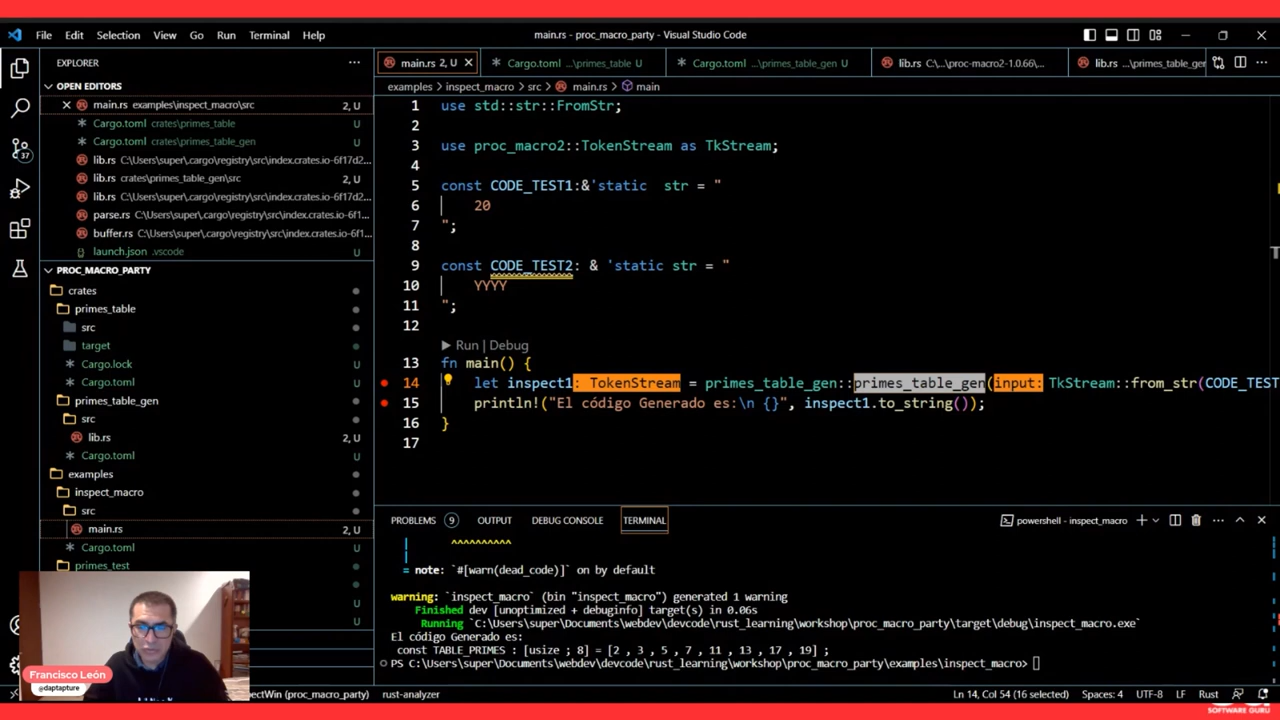 File Edit Selection View Go Run Terminal Help
main.rs - proc_macro_party - Visual Studio Code
EXPLORER
OPEN EDITORS
main.rs examples\inspect_macro\src 2, U
Cargo.toml crates\primes_table U
Cargo.toml crates\primes_table_gen U
lib.rs C:\Users\super\.cargo\registry\src\index.crates.io-6f17d2...
lib.rs crates\primes_table_gen\src 2, U
lib.rs C:\Users\super\.cargo\registry\src\index.crates.io-6f17d2...
parse.rs C:\Users\super\.cargo\registry\src\index.crates.io-6f1...
buffer.rs C:\Users\super\.cargo\registry\src\index.crates.io-6f...
launch.json .vscode U
PROC_MACRO_PARTY
crates
primes_table
src
target
Cargo.lock U
Cargo.toml U
primes_table_gen
src
lib.rs 2, U
Cargo.toml U
examples
inspect_macro
src
main.rs 2, U
Cargo.toml U
primes_test
U
U
37
main.rs 2, U
Cargo.toml ...\primes_table U
Cargo.toml ...\primes_table_gen U
lib.rs C:\...\proc-macro2-1.0.66\...
lib.rs ...\primes_table_gen
examples > inspect_macro > src > main.rs > main
1 use std::str::FromStr;
2
3 use proc_macro2::TokenStream as TkStream;
4
5 const CODE_TEST1:&'static  str = "
6 20
7 ";
8
9 const CODE_TEST2: & 'static str = "
10 YYYY
11 ";
12
Run | Debug
13 fn main() {
14 let inspect1: TokenStream = primes_table_gen::primes_table_gen(input: TkStream::from_str(CODE_TEST
15 println!("El código Generado es:\n {}", inspect1.to_string());
16 }
17
PROBLEMS 9 OUTPUT DEBUG CONSOLE TERMINAL
powershell - inspect_macro
| ^^^^^^^^^^
|
= note: `#[warn(dead_code)]` on by default
warning: `inspect_macro` (bin "inspect_macro") generated 1 warning
Finished dev [unoptimized + debuginfo] target(s) in 0.06s
Running `C:\Users\super\Documents\webdev\devcode\rust_learning\workshop\proc_macro_party\target\debug\inspect_macro.exe`
El código Generado es:
const TABLE_PRIMES : [usize ; 8] = [2 , 3 , 5 , 7 , 11 , 13 , 17 , 19] ;
PS C:\Users\super\Documents\webdev\devcode\rust_learning\workshop\proc_macro_party\examples\inspect_macro>
Francisco León
@daptapture
(proc_macro_party) rust-analyzer
Ln 14, Col 54 (16 selected) Spaces: 4 UTF-8 LF Rust
SOFTWARE GURU